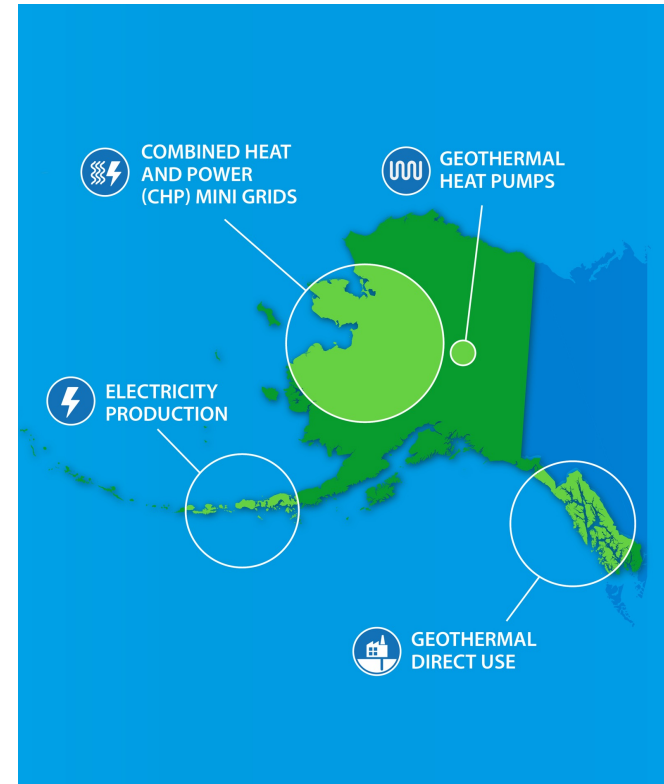 COMBINED HEAT
AND POWER
(CHP) MINI GRIDS
GEOTHERMAL
HEAT PUMPS
ELECTRICITY
PRODUCTION
GEOTHERMAL
DIRECT USE